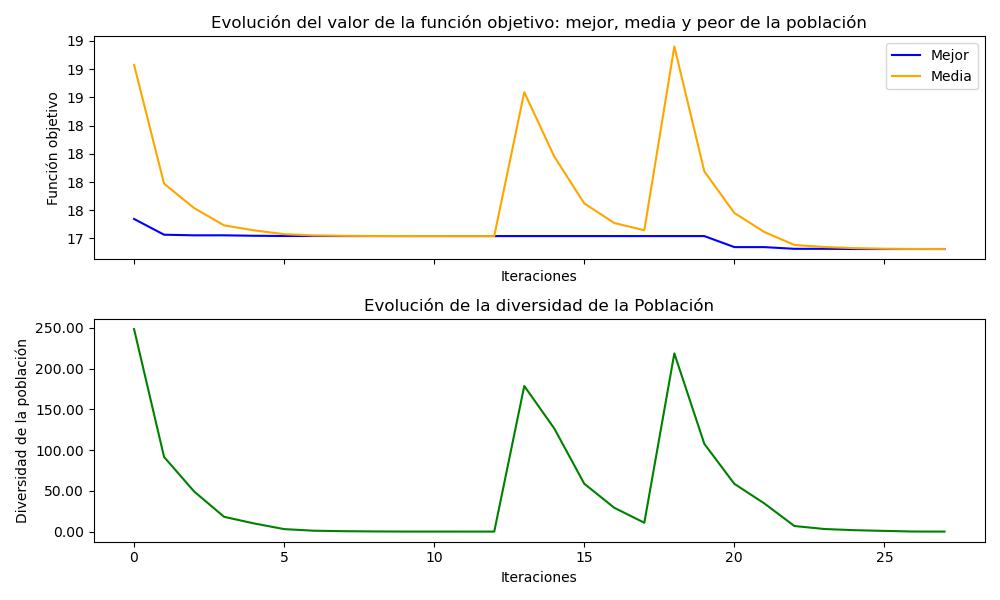 Evolución del valor de la función objetivo: mejor, media y peor de la población
Función objetivo
19
19
19
18
18
18
18
17
Mejor
Media
Iteraciones
Evolución de la diversidad de la Población
Diversidad de la población
250.00
200.00
150.00
100.00
50.00
0.00
0
5
10
15
20
25
Iteraciones